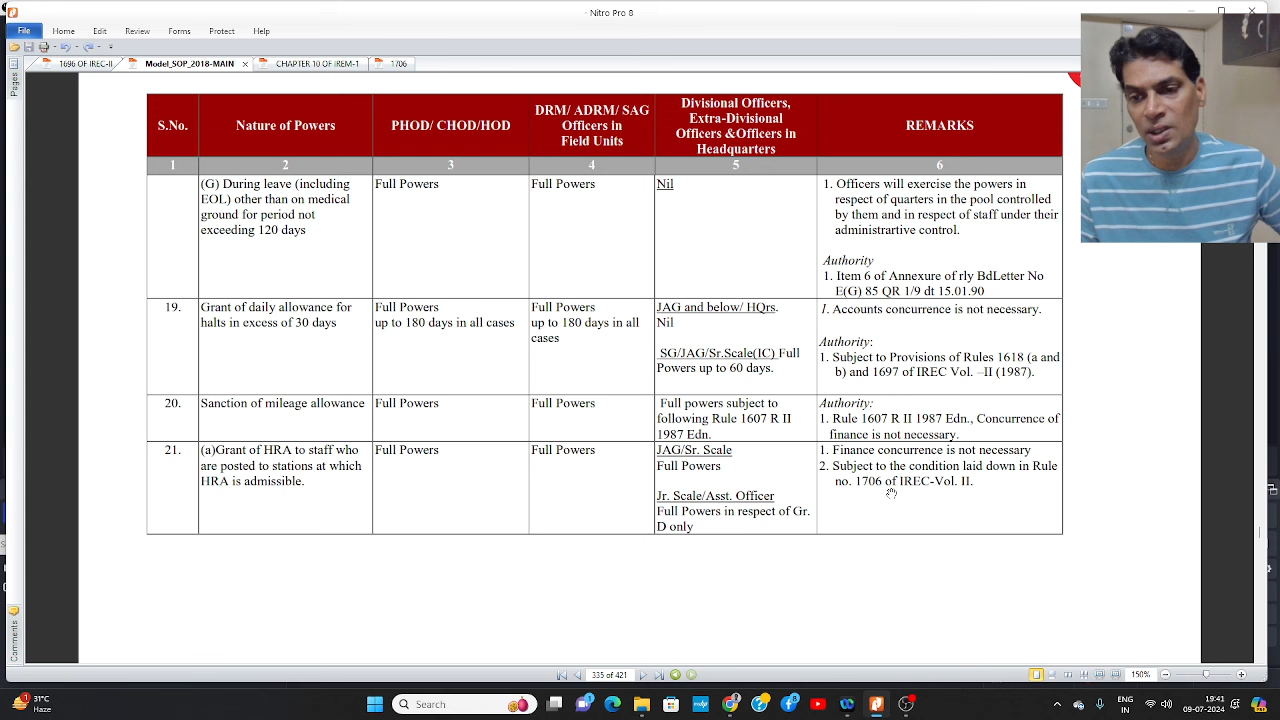 - Nitro Pro 8
File Home Edit Review Forms Protect Help
1696 OF IREC-II Model_SOP_2018-MAIN × CHAPTER 10 OF IREM-1 1706
Pages
S.No. Nature of Powers PHOD/ CHOD/HOD DRM/ ADRM/ SAG Officers in Field Units Divisional Officers, Extra-Divisional Officers &Officers in Headquarters REMARKS
1 2 3 4 5 6
(G) During leave (including
EOL) other than on medical
ground for period not
exceeding 120 days
Full Powers
Full Powers
Nil
1. Officers will exercise the powers in
respect of quarters in the pool controlled
by them and in respect of staff under their
administrartive control.
Authority
1. Item 6 of Annexure of rly BdLetter No
E(G) 85 QR 1/9 dt 15.01.90
19.
Grant of daily allowance for
halts in excess of 30 days
Full Powers
up to 180 days in all cases
Full Powers
up to 180 days in all
cases
JAG and below/ HQrs.
Nil
SG/JAG/Sr.Scale(IC) Full
Powers up to 60 days.
1. Accounts concurrence is not necessary.
Authority:
1. Subject to Provisions of Rules 1618 (a and
b) and 1697 of IREC Vol. –II (1987).
20.
Sanction of mileage allowance
Full Powers
Full Powers
Full powers subject to
following Rule 1607 R II
1987 Edn.
Authority:
1. Rule 1607 R II 1987 Edn., Concurrence of
finance is not necessary.
21.
(a)Grant of HRA to staff who
are posted to stations at which
HRA is admissible.
Full Powers
Full Powers
JAG/Sr. Scale
Full Powers
Jr. Scale/Asst. Officer
Full Powers in respect of Gr.
D only
1. Finance concurrence is not necessary
2. Subject to the condition laid down in Rule
no. 1706 of IREC-Vol. II.
Comments
335 of 421
150%
31°C
Haze
Search
ENG
IN
19:41
09-07-2024